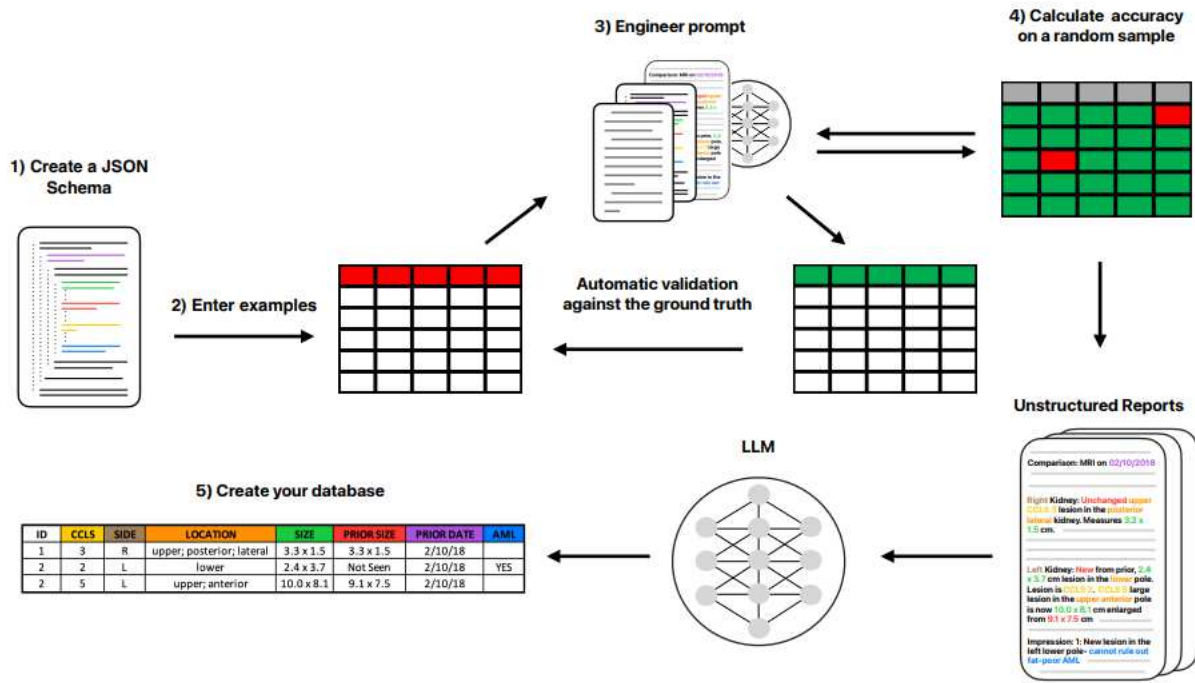 3) Engineer prompt
4) Calculate accuracy
on a random sample
Comparison: MRI on 02/10/2018
1) Create a JSON
Schema
2) Enter examples
Automatic validation
against the ground truth
Unstructured Reports
Comparison: MRI on 02/10/2018
Right Kidney: Unchanged upper
CCLS 3 lesion in the posterior
lateral kidney. Measures 3.3 x
1.5 cm.
Left Kidney: New from prior, 2.4
x 3.7 cm lesion in the lower pole.
Lesion is CCLS 2. CCLS 5 large
lesion in the upper anterior pole
is now 10.0 x 8.1 cm enlarged
from 9.1 x 7.5 cm
Impression: 1: New lesion in the
left lower pole- cannot rule out
fat-poor AML
LLM
5) Create your database
ID CCLS SIDE LOCATION SIZE PRIOR SIZE PRIOR DATE AML
1 3 R upper; posterior; lateral 3.3 x 1.5 3.3 x 1.5 2/10/18
2 2 L lower 2.4 x 3.7 Not Seen 2/10/18 YES
2 5 L upper; anterior 10.0 x 8.1 9.1 x 7.5 2/10/18